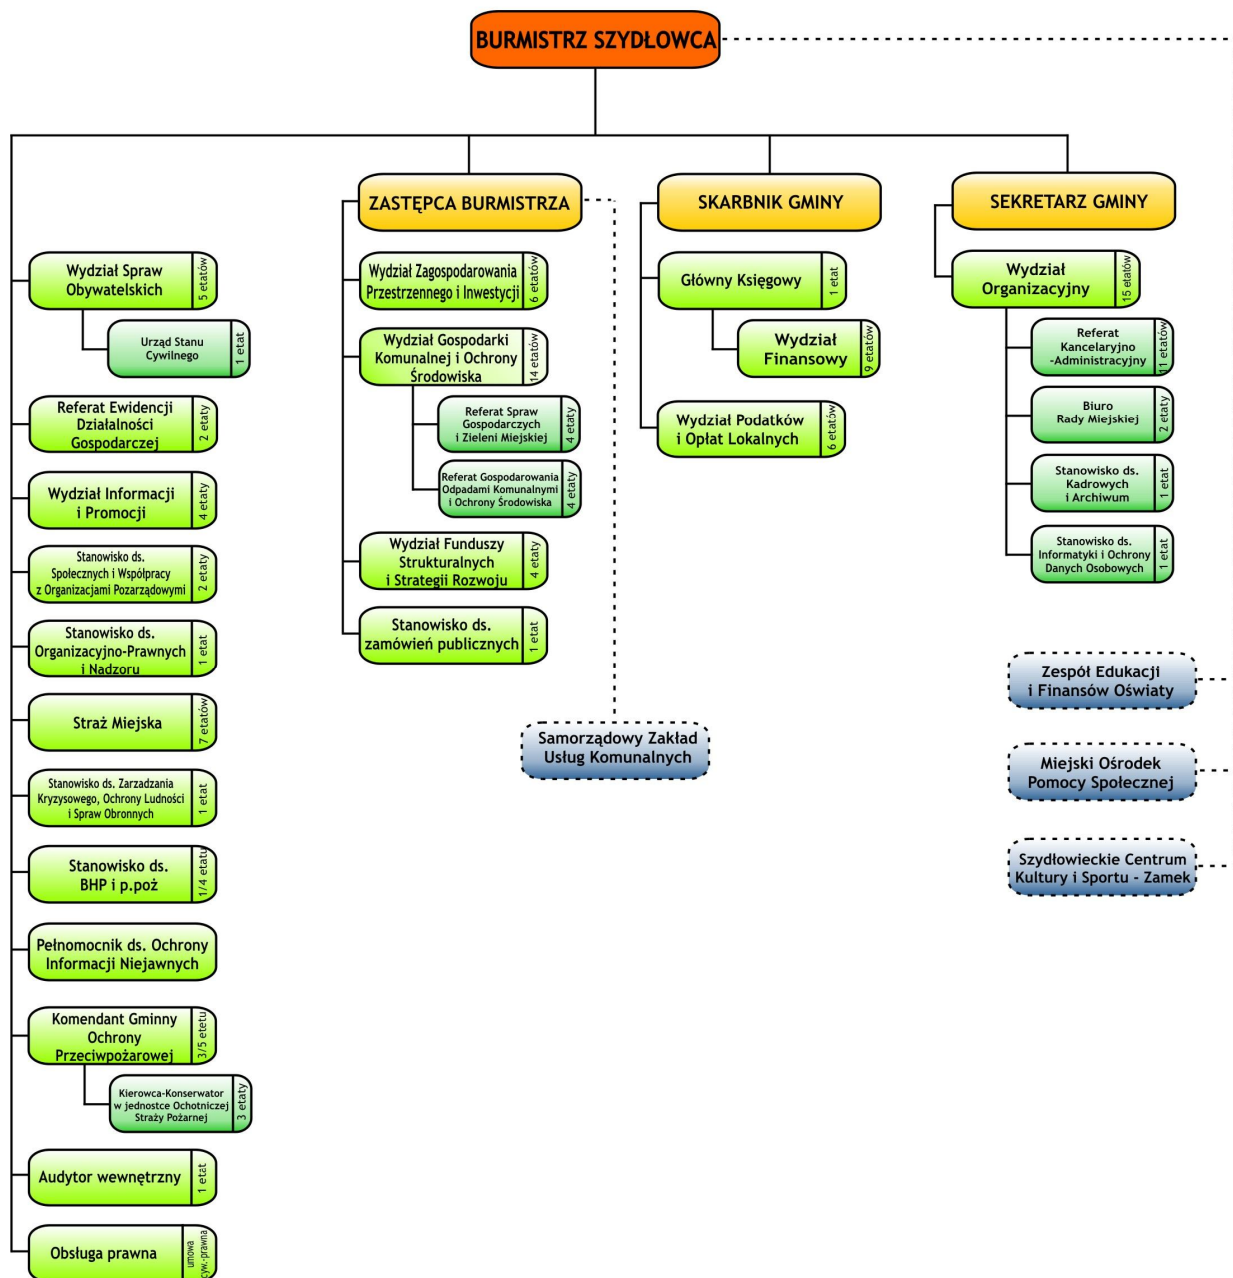 BURMISTRZ SZYDŁOWCA
ZASTĘPCA BURMISTRZA
SKARBNIK GMINY
SEKRETARZ GMINY
Wydział Spraw
Obywatelskich
5 etatów
Urząd Stanu
Cywilnego
1 etat
Referat Ewidencji
Działalności
Gospodarczej
2 etaty
Wydział Informacji
i Promocji
4 etaty
Stanowisko ds.
Społecznych i Współpracy
z Organizacjami Pozarządowymi
2 etaty
Stanowisko ds.
Organizacyjno-Prawnych
i Nadzoru
1 etat
Straż Miejska
7 etatów
Stanowisko ds. Zarzadzania
Kryzysowego, Ochrony Ludności
i Spraw Obronnych
1 etat
Stanowisko ds.
BHP i p.poż
1/4 etatu
Pełnomocnik ds. Ochrony
Informacji Niejawnych
Komendant Gminny
Ochrony
Przeciwpożarowej
3/5 etetu
Kierowca-Konserwator
w jednostce Ochotniczej
Straży Pożarnej
3 etaty
Audytor wewnętrzny
1 etat
Obsługa prawna
umowa
cyw.-prawna
Wydział Zagospodarowania
Przestrzennego i Inwestycji
6 etatów
Wydział Gospodarki
Komunalnej i Ochrony
Środowiska
14 etatów
Referat Spraw
Gospodarczych
i Zieleni Miejskiej
4 etaty
Referat Gospodarowania
Odpadami Komunalnymi
i Ochrony Środowiska
4 etaty
Wydział Funduszy
Strukturalnych
i Strategii Rozwoju
4 etaty
Stanowisko ds.
zamówień publicznych
1 etat
Samorządowy Zakład
Usług Komunalnych
Główny Księgowy
1 etat
Wydział
Finansowy
9 etatów
Wydział Podatków
i Opłat Lokalnych
6 etatów
Wydział
Organizacyjny
15 etatów
Referat
Kancelaryjno
-Administracyjny
11 etatów
Biuro
Rady Miejskiej
2 etaty
Stanowisko ds.
Kadrowych
i Archiwum
1 etat
Stanowisko ds.
Informatyki i Ochrony
Danych Osobowych
1 etat
Zespół Edukacji
i Finansów Oświaty
Miejski Ośrodek
Pomocy Społecznej
Szydłowieckie Centrum
Kultury i Sportu - Zamek